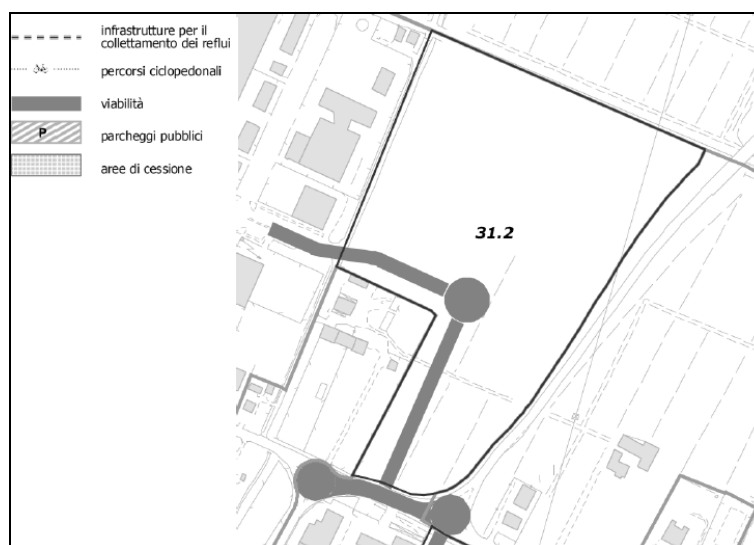 infrastrutture per il
collettamento dei reflui
percorsi ciclopedonali
viabilità
P
parcheggi pubblici
aree di cessione
31.2